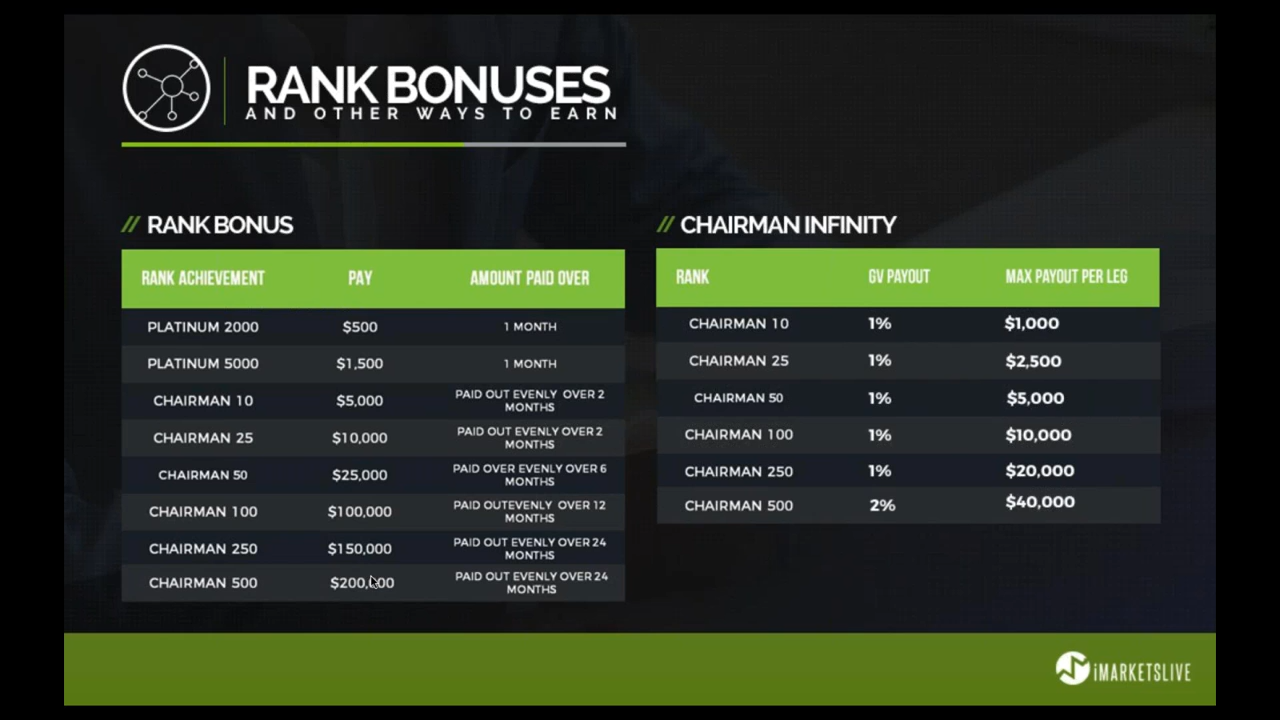 RANK BONUSES
AND OTHER WAYS TO EARN
// RANK BONUS
RANK ACHIEVEMENT PAY AMOUNT PAID OVER
PLATINUM 2000 $500 1 MONTH
PLATINUM 5000 $1,500 1 MONTH
CHAIRMAN 10 $5,000 PAID OUT EVENLY OVER 2
MONTHS
CHAIRMAN 25 $10,000 PAID OUT EVENLY OVER 2
MONTHS
CHAIRMAN 50 $25,000 PAID OVER EVENLY OVER 6
MONTHS
CHAIRMAN 100 $100,000 PAID OUTEVENLY OVER 12
MONTHS
CHAIRMAN 250 $150,000 PAID OUT EVENLY OVER 24
MONTHS
CHAIRMAN 500 $200,000 PAID OUT EVENLY OVER 24
MONTHS
// CHAIRMAN INFINITY
RANK GV PAYOUT MAX PAYOUT PER LEG
CHAIRMAN 10 1% $1,000
CHAIRMAN 25 1% $2,500
CHAIRMAN 50 1% $5,000
CHAIRMAN 100 1% $10,000
CHAIRMAN 250 1% $20,000
CHAIRMAN 500 2% $40,000
iMARKETSLIVE